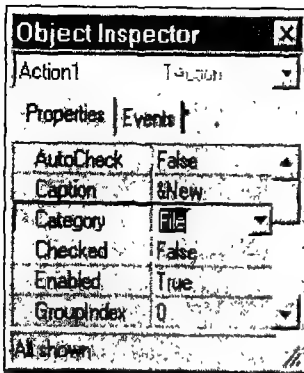 Object Inspector
Action1 TAction
Properties Events
AutoCheck False
Caption &New
Category File
Checked False
Enabled True
GroupIndex 0
All shown